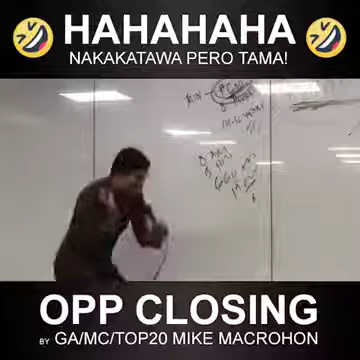 HAHAHAHA
NAKAKATAWA PERO TAMA!
OPP CLOSING
BY GA/MC/TOP20 MIKE MACROHON